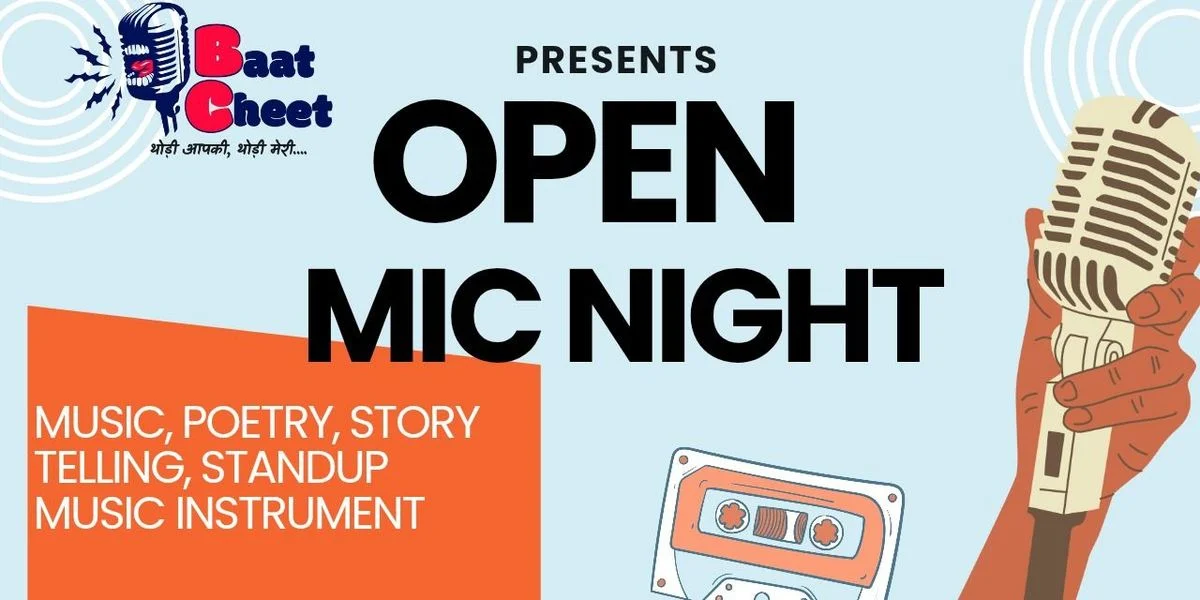 Baat
Cheet
थोड़ी आपकी, थोड़ी मेरी....
PRESENTS
OPEN
MIC NIGHT
MUSIC, POETRY, STORY
TELLING, STANDUP
MUSIC INSTRUMENT